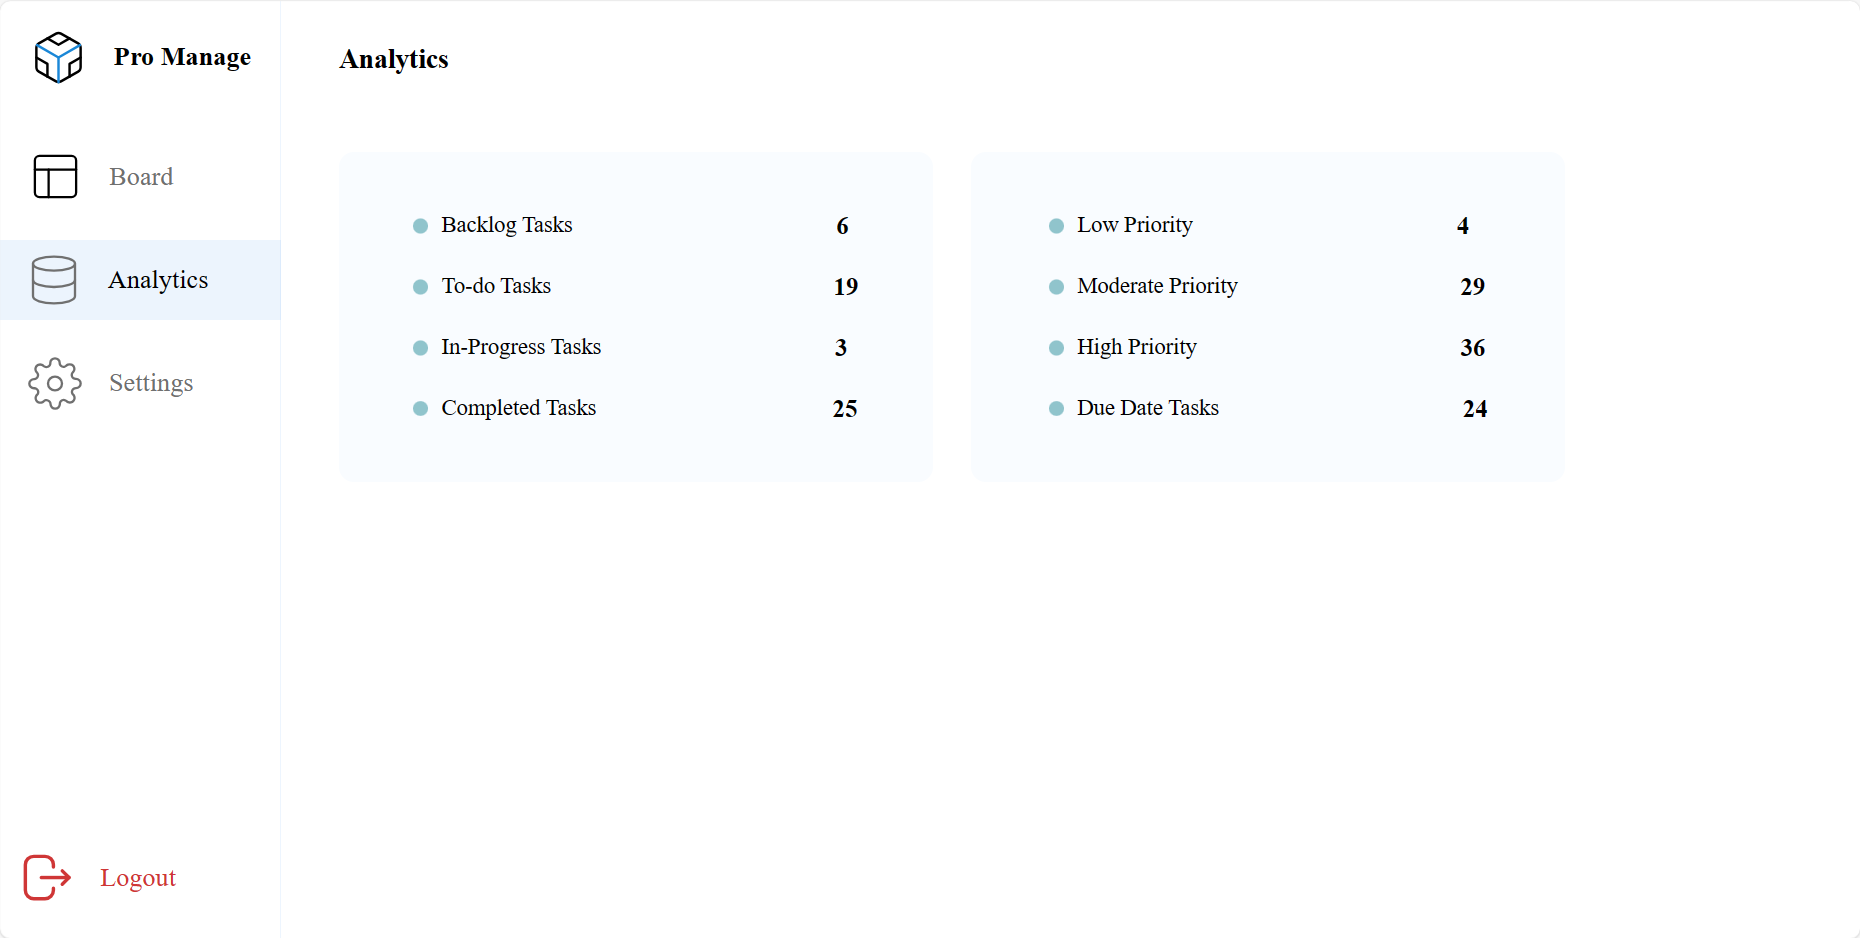 Pro Manage
Board
Analytics
Settings
Logout
Analytics
Backlog Tasks 6
To-do Tasks 19
In-Progress Tasks 3
Completed Tasks 25
Low Priority 4
Moderate Priority 29
High Priority 36
Due Date Tasks 24